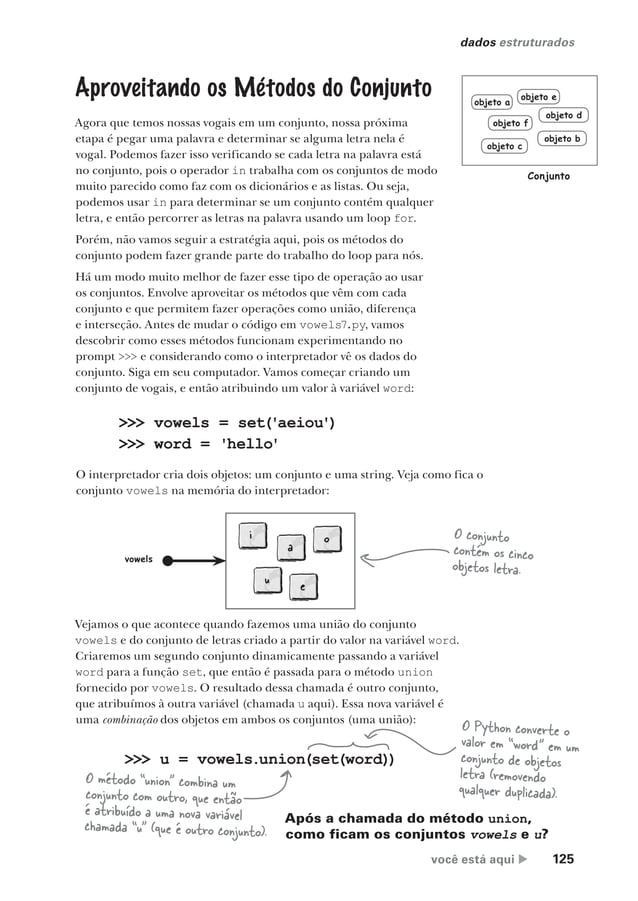 dados estruturados
Aproveitando os Métodos do Conjunto
Agora que temos nossas vogais em um conjunto, nossa próxima
etapa é pegar uma palavra e determinar se alguma letra nela é
vogal. Podemos fazer isso verificando se cada letra na palavra está
no conjunto, pois o operador in trabalha com os conjuntos de modo
muito parecido como faz com os dicionários e as listas. Ou seja,
podemos usar in para determinar se um conjunto contém qualquer
letra, e então percorrer as letras na palavra usando um loop for.
Porém, não vamos seguir a estratégia aqui, pois os métodos do
conjunto podem fazer grande parte do trabalho do loop para nós.
Há um modo muito melhor de fazer esse tipo de operação ao usar
os conjuntos. Envolve aproveitar os métodos que vêm com cada
conjunto e que permitem fazer operações como união, diferença
e interseção. Antes de mudar o código em vowels7.py, vamos
descobrir como esses métodos funcionam experimentando no
prompt >>> e considerando como o interpretador vê os dados do
conjunto. Siga em seu computador. Vamos começar criando um
conjunto de vogais, e então atribuindo um valor à variável word:
objeto a
objeto e
objeto d
objeto f
objeto b
objeto c
Conjunto
>>> vowels = set('aeiou')
>>> word = 'hello'
O interpretador cria dois objetos: um conjunto e uma string. Veja como fica o
conjunto vowels na memória do interpretador:
vowels
i
a
o
u
e
O conjunto
contém os cinco
objetos letra.
Vejamos o que acontece quando fazemos uma união do conjunto
vowels e do conjunto de letras criado a partir do valor na variável word.
Criaremos um segundo conjunto dinamicamente passando a variável
word para a função set, que então é passada para o método union
fornecido por vowels. O resultado dessa chamada é outro conjunto,
que atribuímos à outra variável (chamada u aqui). Essa nova variável é
uma combinação dos objetos em ambos os conjuntos (uma união):
>>> u = vowels.union(set(word))
O Python converte o
valor em "word" em um
conjunto de objetos
letra (removendo
qualquer duplicada).
O método "union" combina um
conjunto com outro, que então
é atribuído a uma nova variável
chamada "u" (que é outro conjunto).
Após a chamada do método union,
como ficam os conjuntos vowels e u?
você está aqui ▶ 125